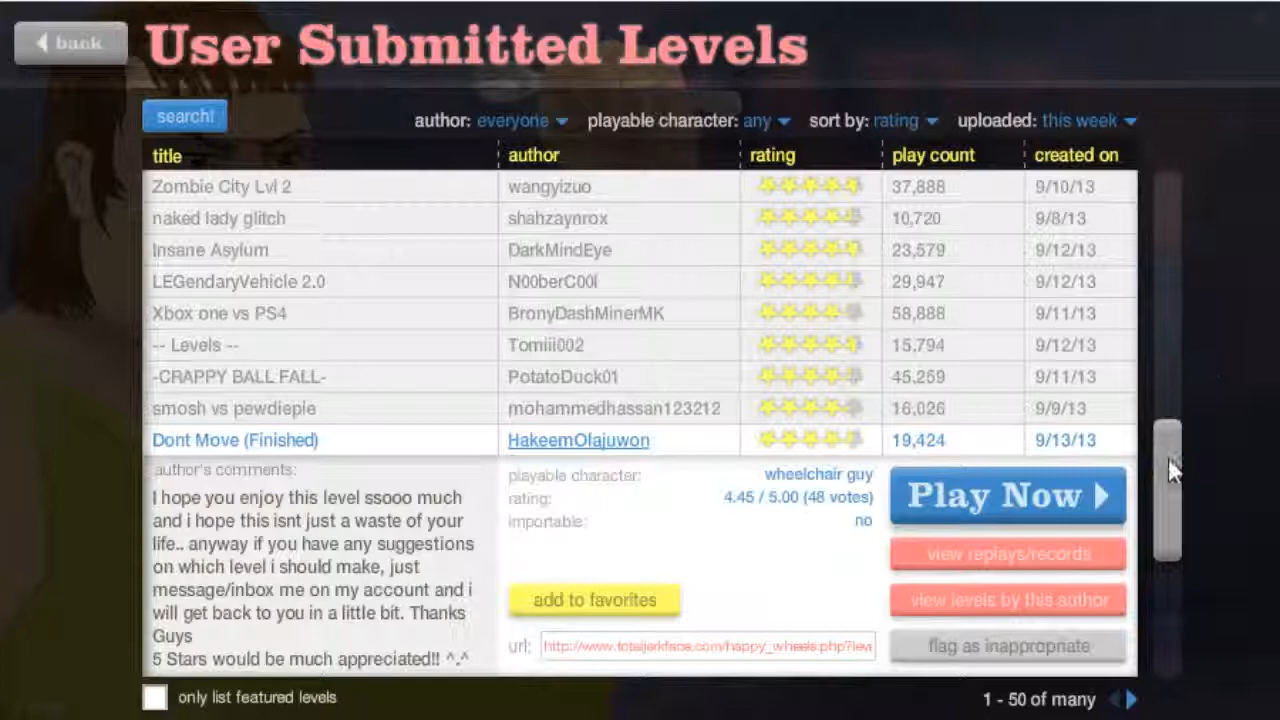 back
User Submitted Levels
search!
author: everyone playable character: any sort by: rating uploaded: this week
title author rating play count created on
Zombie City Lvl 2 wangyizuo 37,888 9/10/13
naked lady glitch shahzaynrox 10,720 9/8/13
Insane Asylum DarkMindEye 23,579 9/12/13
LEGendaryVehicle 2.0 N00berC00l 29,947 9/12/13
Xbox one vs PS4 BronyDashMinerMK 58,888 9/11/13
-- Levels -- Tomiii002 15,794 9/12/13
-CRAPPY BALL FALL- PotatoDuck01 45,259 9/11/13
smosh vs pewdiepie mohammedhassan123212 16,026 9/9/13
Dont Move (Finished) HakeemOlajuwon 19,424 9/13/13
author's comments:
I hope you enjoy this level ssooo much
and i hope this isnt just a waste of your
life.. anyway if you have any suggestions
on which level i should make, just
message/inbox me on my account and i
will get back to you in a little bit. Thanks
Guys
5 Stars would be much appreciated!! ^.^
playable character: wheelchair guy
rating: 4.45 / 5.00 (48 votes)
importable: no
add to favorites
url: http://www.totaljerkface.com/happy_wheels.php?leve
Play Now
view replays/records
view levels by this author
flag as inappropriate
only list featured levels
1 - 50 of many